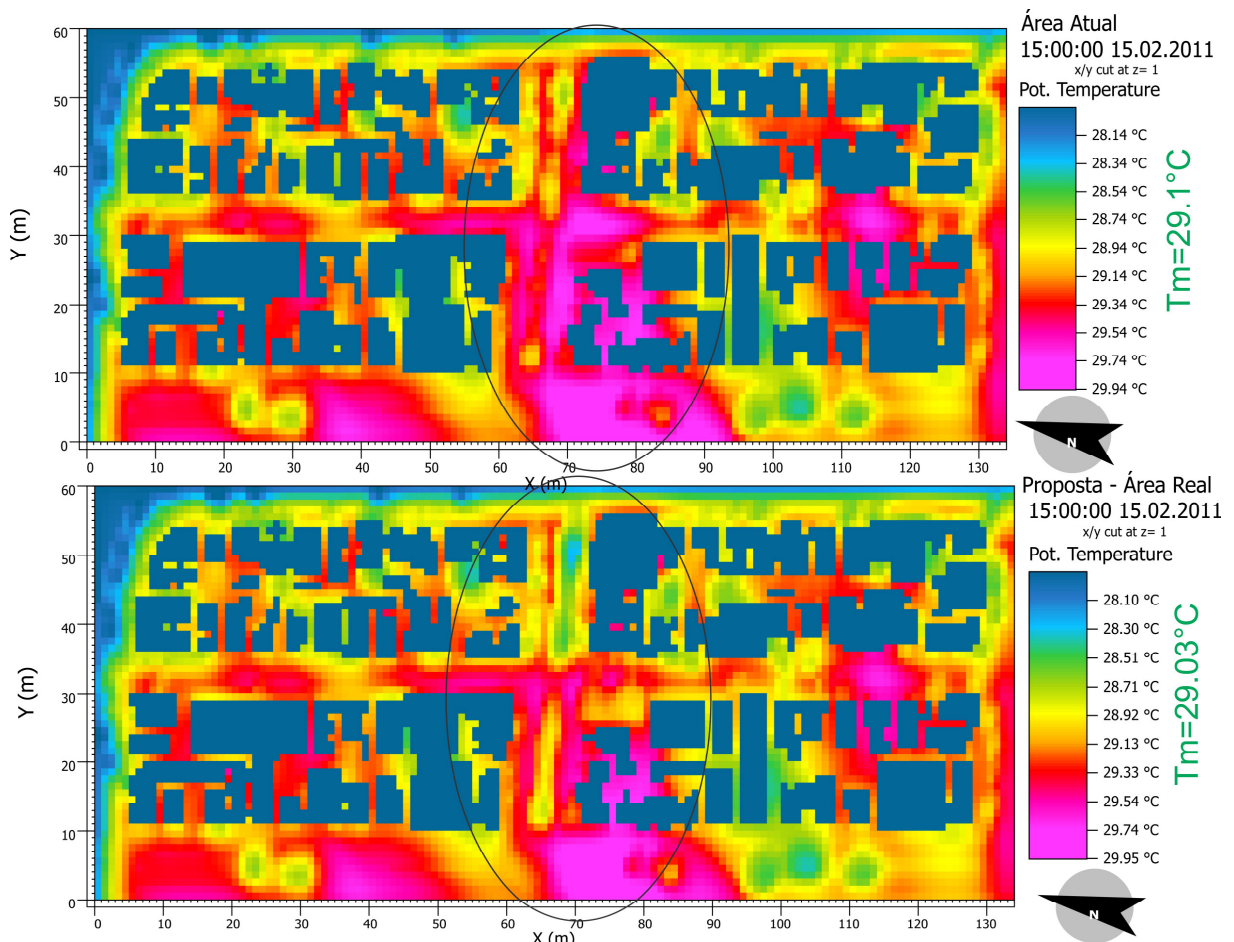 Área Atual
15:00:00 15.02.2011
x/y cut at z= 1
Pot. Temperature
28.14 °C
28.34 °C
28.54 °C
28.74 °C
28.94 °C
29.14 °C
29.34 °C
29.54 °C
29.74 °C
29.94 °C
Tm=29.1°C
N
60
50
40
30
20
10
0
Y (m)
0 10 20 30 40 50 60 70 80 90 100 110 120 130
X (m)
Proposta - Área Real
15:00:00 15.02.2011
x/y cut at z= 1
Pot. Temperature
28.10 °C
28.30 °C
28.51 °C
28.71 °C
28.92 °C
29.13 °C
29.33 °C
29.54 °C
29.74 °C
29.95 °C
Tm=29.03°C
N
60
50
40
30
20
10
0
Y (m)
0 10 20 30 40 50 60 70 80 90 100 110 120 130
X (m)